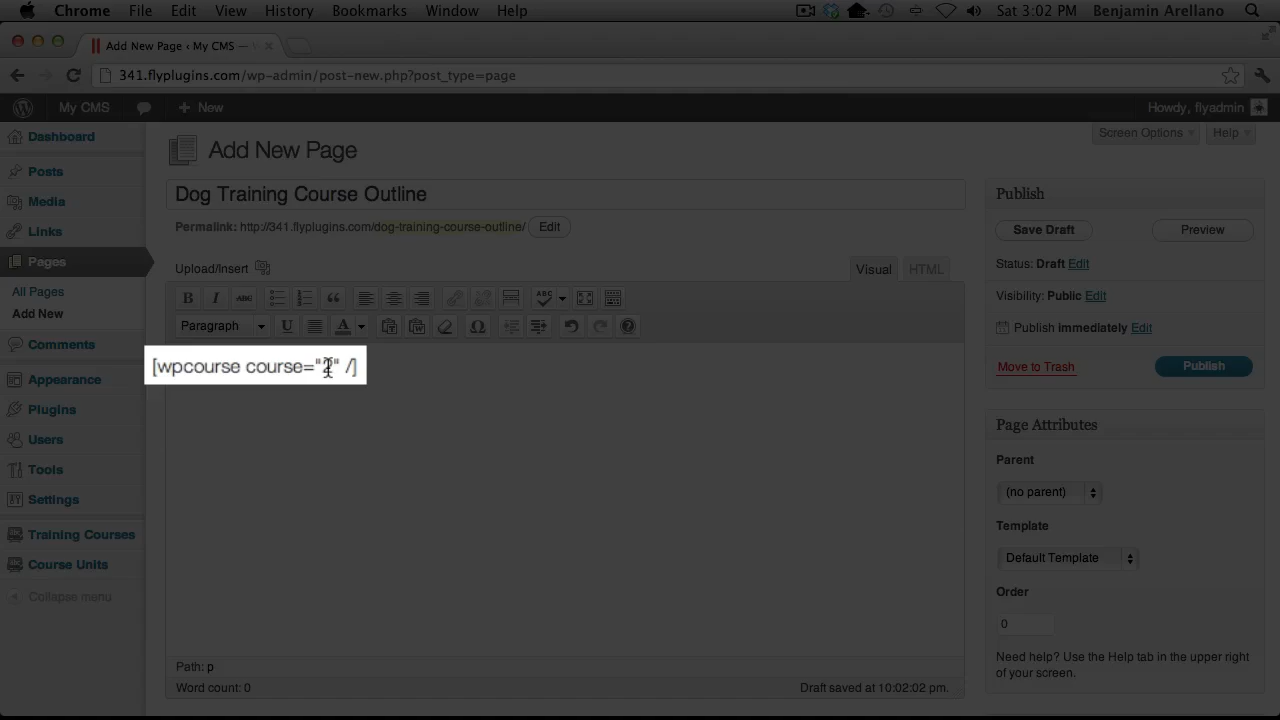 Chrome File Edit View History Bookmarks Window Help Sat 3:02 PM Benjamin Arellano
Add New Page ‹ My CMS —
341.flyplugins.com/wp-admin/post-new.php?post_type=page
My CMS + New Howdy, flyadmin
Dashboard
Posts
Media
Links
Pages
All Pages
Add New
Comments
Appearance
Plugins
Users
Tools
Settings
Training Courses
Course Units
Collapse menu
Screen Options Help
Add New Page
Dog Training Course Outline
Permalink: http://341.flyplugins.com/dog-training-course-outline/ Edit
Upload/Insert Visual HTML
B I ABC ABC
Paragraph U A
[wpcourse course="2" /]
Path: p
Word count: 0 Draft saved at 10:02:02 pm.
Publish
Save Draft Preview
Status: Draft Edit
Visibility: Public Edit
Publish immediately Edit
Move to Trash Publish
Page Attributes
Parent
(no parent)
Template
Default Template
Order
0
Need help? Use the Help tab in the upper right
of your screen.